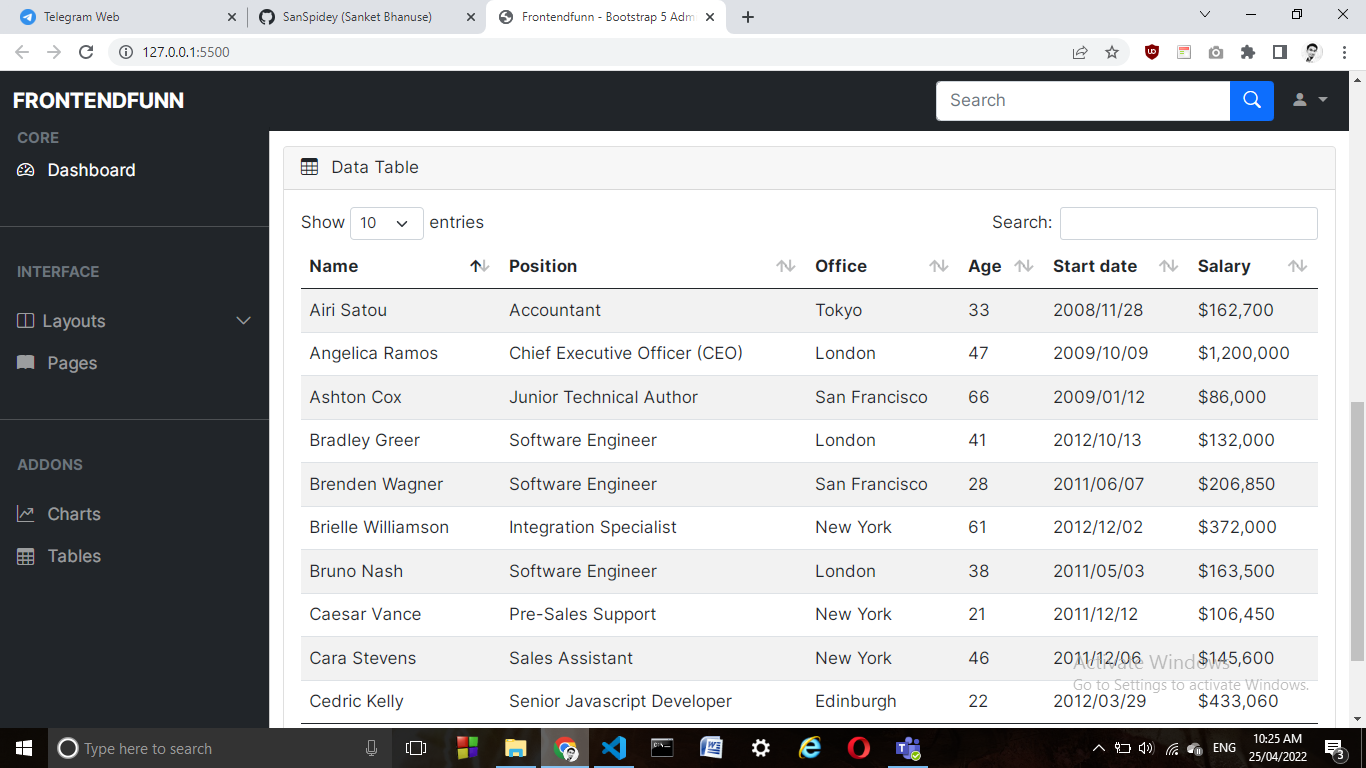 Telegram Web
SanSpidey (Sanket Bhanuse)
Frontendfunn - Bootstrap 5 Adm
127.0.0.1:5500
FRONTENDFUNN
Search
CORE
Dashboard
INTERFACE
Layouts
Pages
ADDONS
Charts
Tables
Data Table
Show 10 entries
Search:
Name Position Office Age Start date Salary
Airi Satou Accountant Tokyo 33 2008/11/28 $162,700
Angelica Ramos Chief Executive Officer (CEO) London 47 2009/10/09 $1,200,000
Ashton Cox Junior Technical Author San Francisco 66 2009/01/12 $86,000
Bradley Greer Software Engineer London 41 2012/10/13 $132,000
Brenden Wagner Software Engineer San Francisco 28 2011/06/07 $206,850
Brielle Williamson Integration Specialist New York 61 2012/12/02 $372,000
Bruno Nash Software Engineer London 38 2011/05/03 $163,500
Caesar Vance Pre-Sales Support New York 21 2011/12/12 $106,450
Cara Stevens Sales Assistant New York 46 2011/12/06 $145,600
Cedric Kelly Senior Javascript Developer Edinburgh 22 2012/03/29 $433,060
Activate Windows
Go to Settings to activate Windows.
Type here to search
ENG
10:25 AM
25/04/2022
3